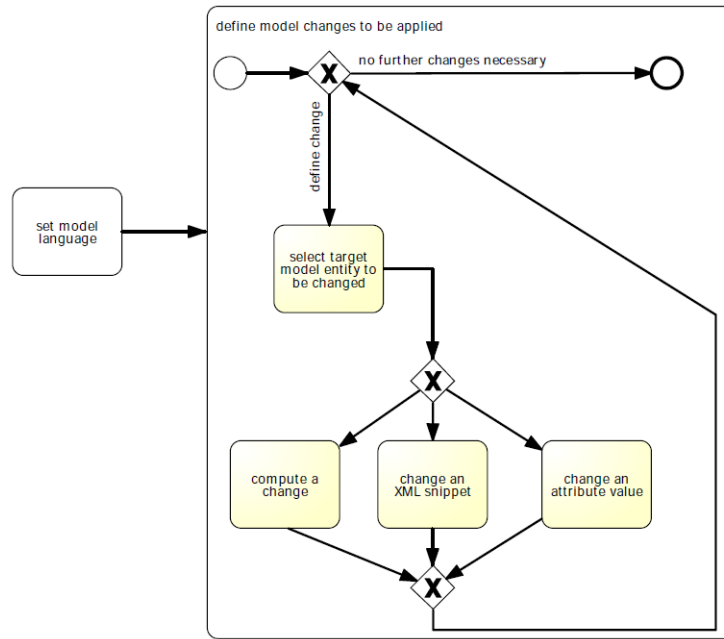 define model changes to be applied
no further changes necessary
X
define change
set model
language
select target
model entity to
be changed
X
compute a
change
change an
XML snippet
change an
attribute value
X